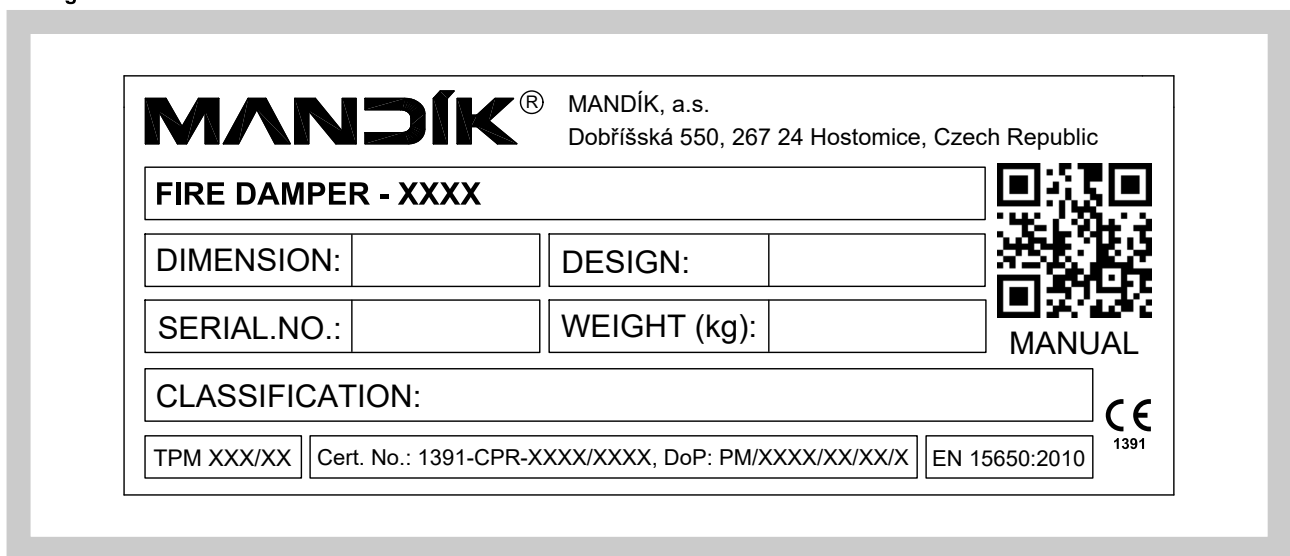 MANDÍK®
MANDÍK, a.s.
Dobříšská 550, 267 24 Hostomice, Czech Republic
FIRE DAMPER - XXXX
DIMENSION:
DESIGN:
SERIAL.NO.:
WEIGHT (kg):
MANUAL
CLASSIFICATION:
CE
1391
TPM XXX/XX
Cert. No.: 1391-CPR-XXXX/XXXX, DoP: PM/XXXX/XX/XX/X
EN 15650:2010